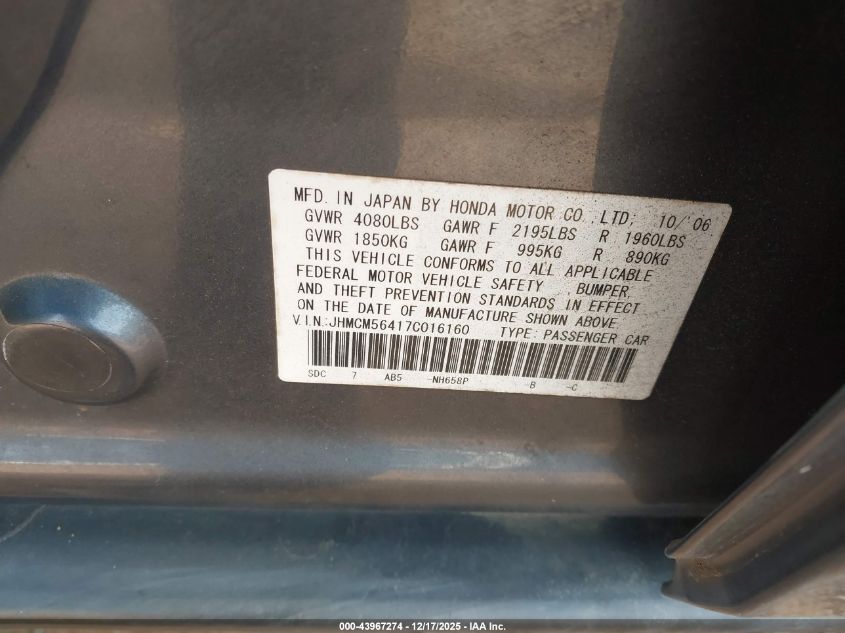 MFD. IN JAPAN BY HONDA MOTOR CO., LTD; 10/06
GVWR 4080LBS GAWR F 2195LBS R 1960LBS
GVWR 1850KG GAWR F 995KG R 890KG
THIS VEHICLE CONFORMS TO ALL APPLICABLE
FEDERAL MOTOR VEHICLE SAFETY BUMPER,
AND THEFT PREVENTION STANDARDS IN EFFECT
ON THE DATE OF MANUFACTURE SHOWN ABOVE.
V.I.N.:JHMCM56417C016160 TYPE: PASSENGER CAR
SDC 7 AB5 -NH658P -B -C
000-43967274 / 12/17/2025 - IAA Inc.